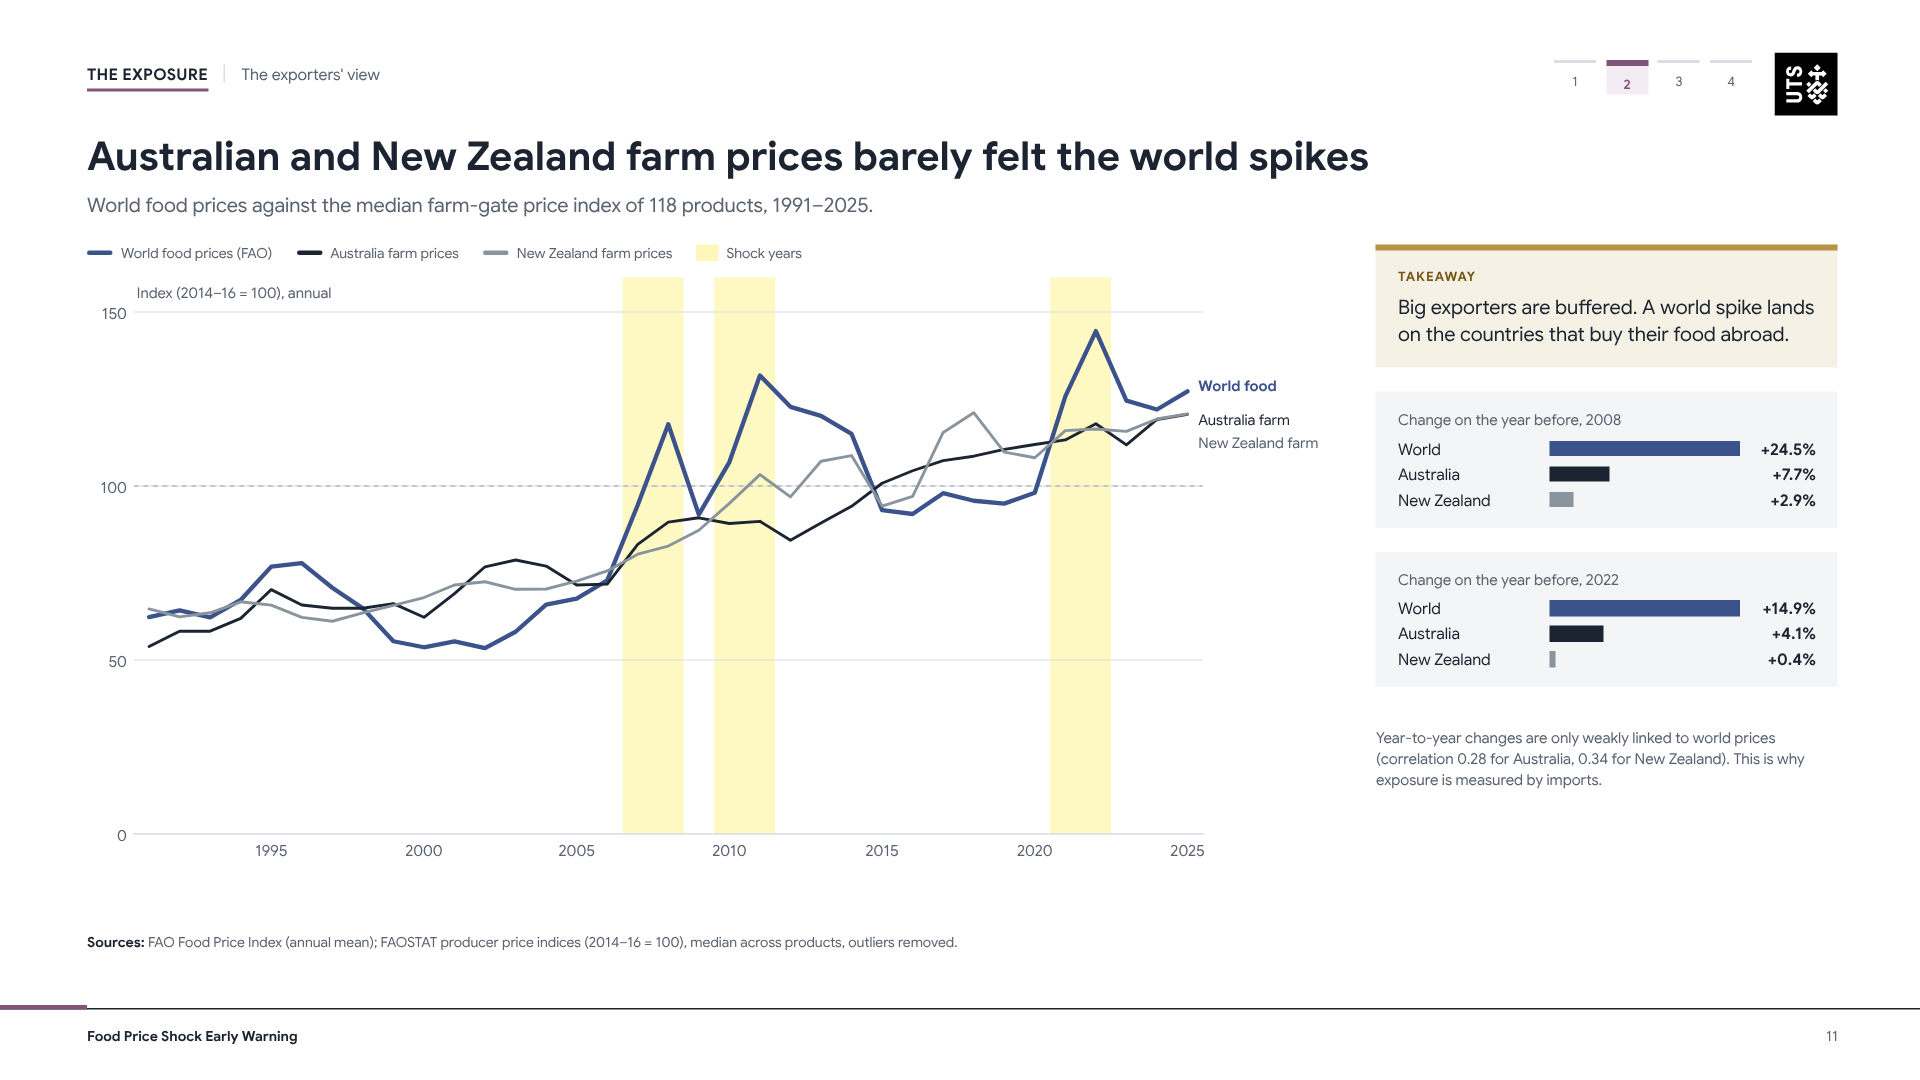 THE EXPOSURE
The exporters' view
1
2
3
4
UTS
Australian and New Zealand farm prices barely felt the world spikes
World food prices against the median farm-gate price index of 118 products, 1991–2025.
World food prices (FAO)
Australia farm prices
New Zealand farm prices
Shock years
Index (2014–16 = 100), annual
150
100
50
0
1995
2000
2005
2010
2015
2020
2025
World food
Australia farm
New Zealand farm
TAKEAWAY
Big exporters are buffered. A world spike lands
on the countries that buy their food abroad.
Change on the year before, 2008
World +24.5%
Australia +7.7%
New Zealand +2.9%
Change on the year before, 2022
World +14.9%
Australia +4.1%
New Zealand +0.4%
Year-to-year changes are only weakly linked to world prices
(correlation 0.28 for Australia, 0.34 for New Zealand). This is why
exposure is measured by imports.
Sources: FAO Food Price Index (annual mean); FAOSTAT producer price indices (2014–16 = 100), median across products, outliers removed.
Food Price Shock Early Warning
11